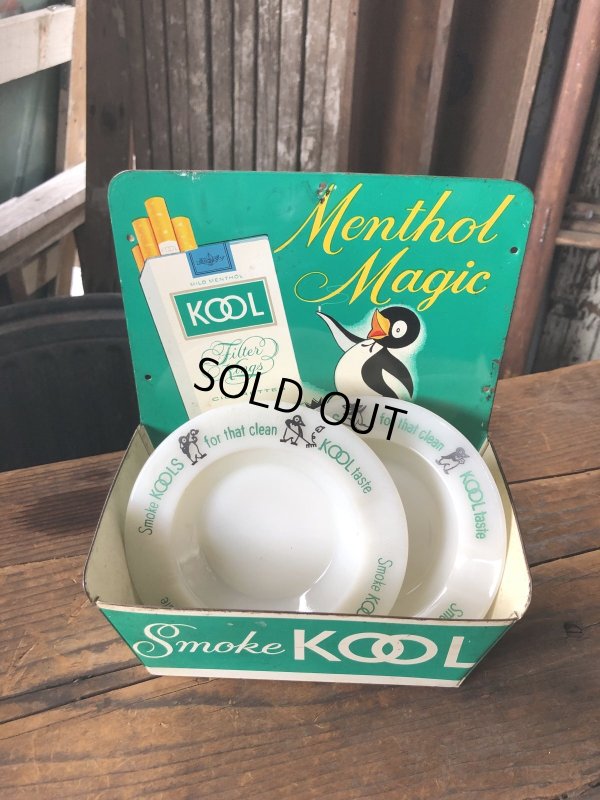 Menthol
Magic
MILD MENTHOL
KOOL
Filter
Kings
SOLD OUT
Smoke KOOLS for that clean KOOL taste
Smoke KOOL
for that clean KOOL taste
Smoke KOOL